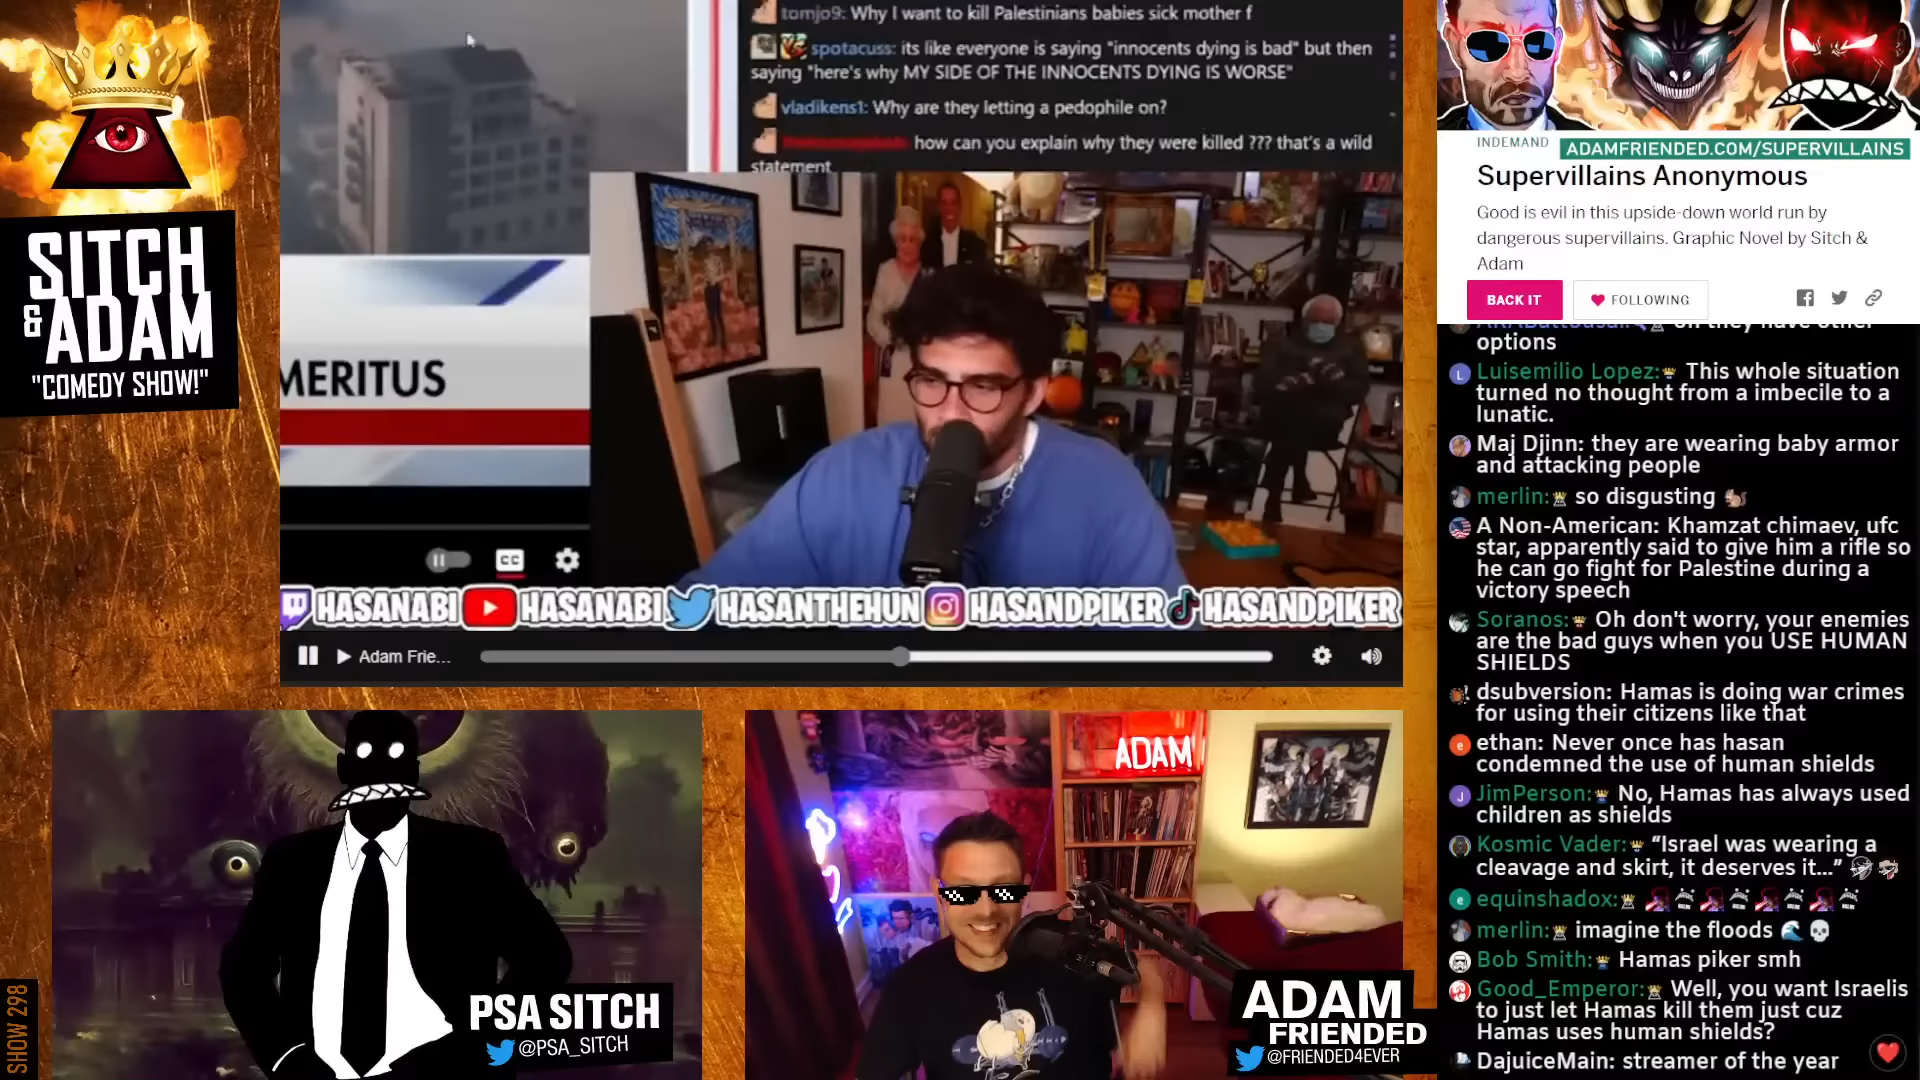 SITCH
& ADAM
"COMEDY SHOW!"
SHOW 298
tomjo9: Why I want to kill Palestinians babies sick mother f
spotacuss: its like everyone is saying "innocents dying is bad" but then
saying "here's why MY SIDE OF THE INNOCENTS DYING IS WORSE"
vladikens1: Why are they letting a pedophile on?
how can you explain why they were killed ??? that's a wild
statement
MERITUS
CC
HASANABI HASANABI HASANTHEHUN HASANDPIKER HASANDPIKER
Adam Frie...
PSA SITCH
@PSA_SITCH
ADAM
ADAM
FRIENDED
@FRIENDED4EVER
INDEMAND
ADAMFRIENDED.COM/SUPERVILLAINS
Supervillains Anonymous
Good is evil in this upside-down world run by
dangerous supervillains. Graphic Novel by Sitch &
Adam
BACK IT
FOLLOWING
options
Luisemilio Lopez: This whole situation
turned no thought from a imbecile to a
lunatic.
Maj Djinn: they are wearing baby armor
and attacking people
merlin: so disgusting
A Non-American: Khamzat chimaev, ufc
star, apparently said to give him a rifle so
he can go fight for Palestine during a
victory speech
Soranos: Oh don't worry, your enemies
are the bad guys when you USE HUMAN
SHIELDS
dsubversion: Hamas is doing war crimes
for using their citizens like that
ethan: Never once has hasan
condemned the use of human shields
JimPerson: No, Hamas has always used
children as shields
Kosmic Vader: “Israel was wearing a
cleavage and skirt, it deserves it...”
equinshadox:
merlin: imagine the floods
Bob Smith: Hamas piker smh
Good_Emperor: Well, you want Israelis
to just let Hamas kill them just cuz
Hamas uses human shields?
DajuiceMain: streamer of the year